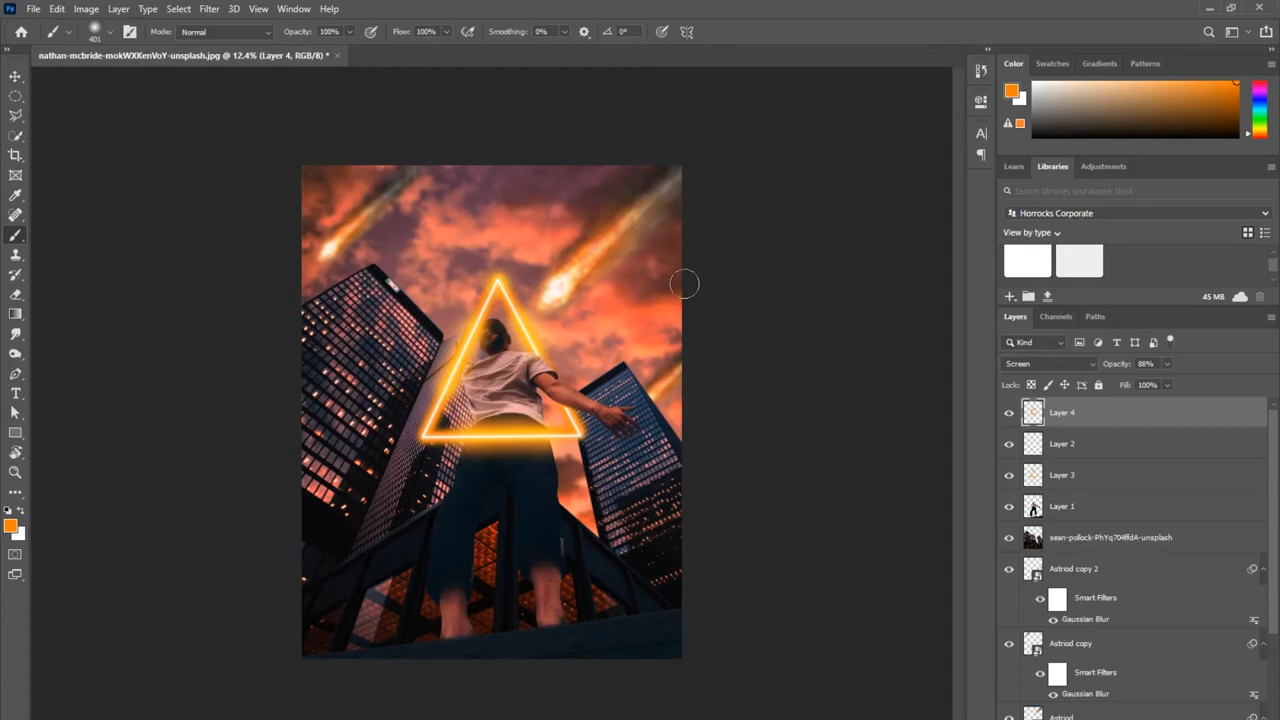 Ps File Edit Image Layer Type Select Filter 3D View Window Help
401 Mode: Normal Opacity: 100% Flow: 100% Smoothing: 0% 0°
nathan-mcbride-mokWXKenVoY-unsplash.jpg @ 12.4% (Layer 4, RGB/8) *
Color Swatches Gradients Patterns
Learn Libraries Adjustments
Search libraries and Adobe Stock
Horrocks Corporate
View by type
45 MB
Layers Channels Paths
Kind
Screen Opacity: 88%
Lock: Fill: 100%
Layer 4
Layer 2
Layer 3
Layer 1
sean-pollock-PhYq704ffdA-unsplash
Astriod copy 2
Smart Filters
Gaussian Blur
Astriod copy
Smart Filters
Gaussian Blur
Astriod